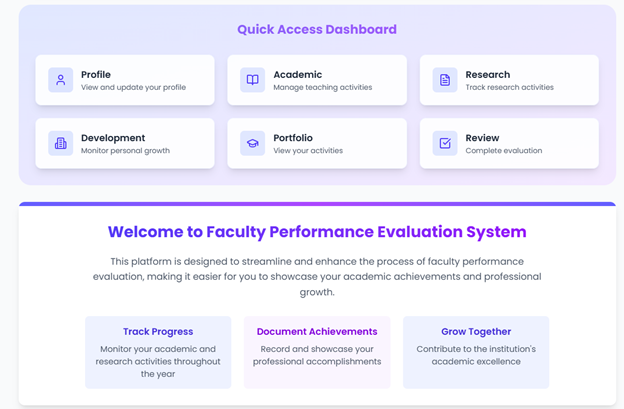 Quick Access Dashboard
Profile
View and update your profile
Academic
Manage teaching activities
Research
Track research activities
Development
Monitor personal growth
Portfolio
View your activities
Review
Complete evaluation
Welcome to Faculty Performance Evaluation System
This platform is designed to streamline and enhance the process of faculty performance
evaluation, making it easier for you to showcase your academic achievements and professional
growth.
Track Progress
Monitor your academic and
research activities throughout
the year
Document Achievements
Record and showcase your
professional accomplishments
Grow Together
Contribute to the institution's
academic excellence